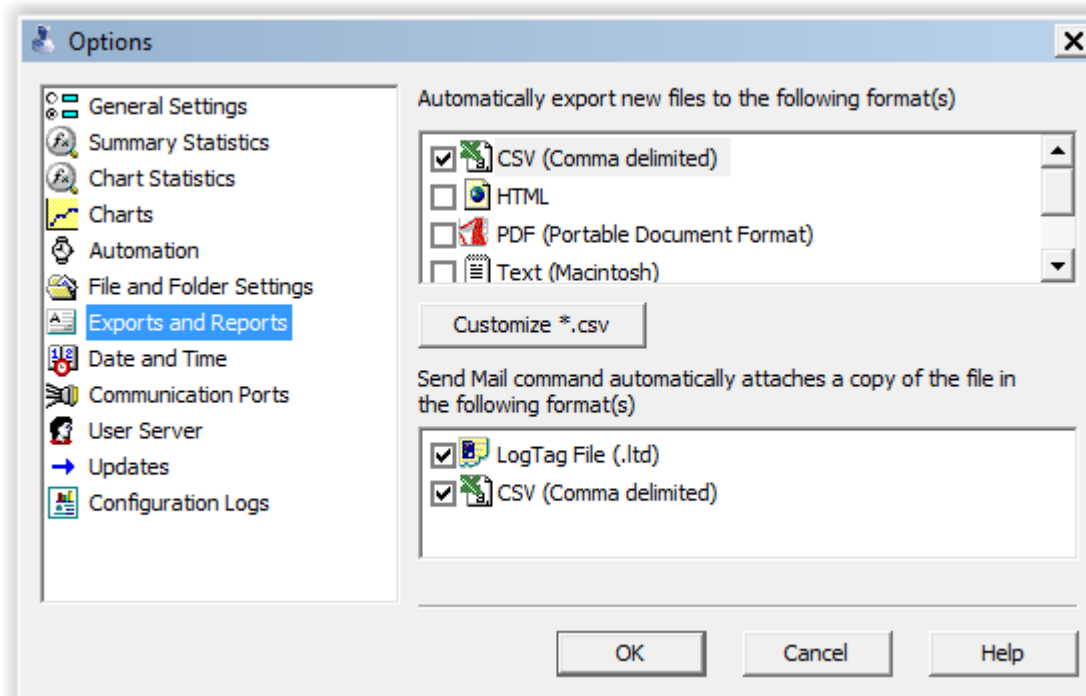 Options
General Settings
Summary Statistics
Chart Statistics
Charts
Automation
File and Folder Settings
Exports and Reports
Date and Time
Communication Ports
User Server
Updates
Configuration Logs
Automatically export new files to the following format(s)
CSV (Comma delimited)
HTML
PDF (Portable Document Format)
Text (Macintosh)
Customize *.csv
Send Mail command automatically attaches a copy of the file in
the following format(s)
LogTag File (.ltd)
CSV (Comma delimited)
OK
Cancel
Help